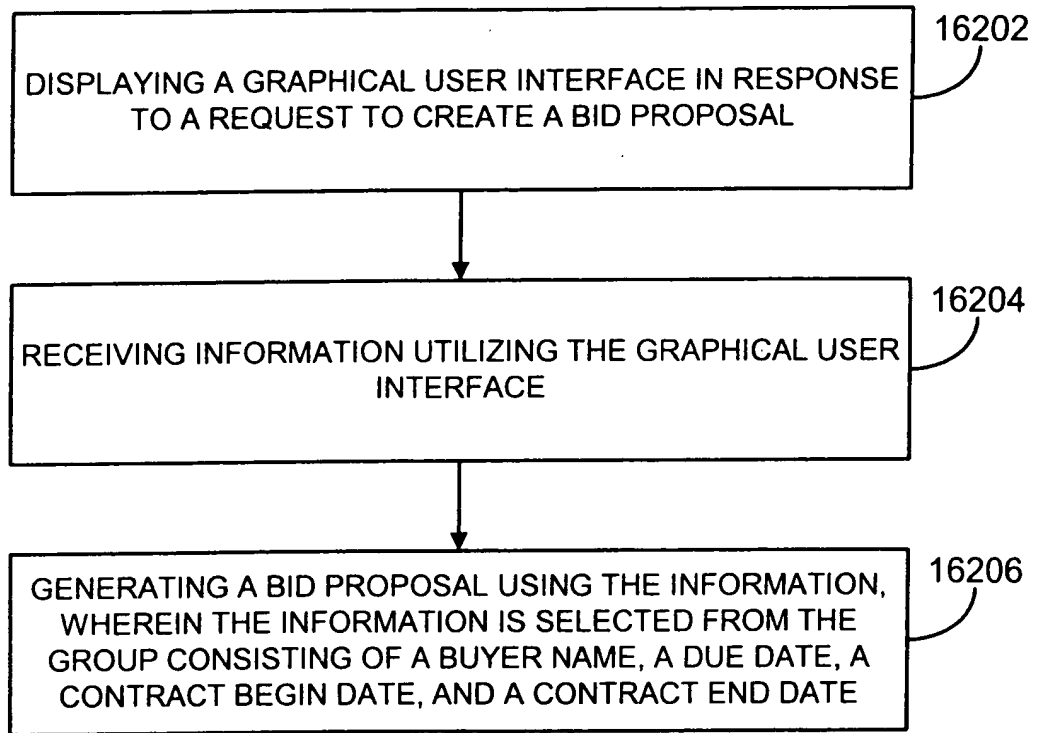 16202
DISPLAYING A GRAPHICAL USER INTERFACE IN RESPONSE
TO A REQUEST TO CREATE A BID PROPOSAL
16204
RECEIVING INFORMATION UTILIZING THE GRAPHICAL USER
INTERFACE
16206
GENERATING A BID PROPOSAL USING THE INFORMATION,
WHEREIN THE INFORMATION IS SELECTED FROM THE
GROUP CONSISTING OF A BUYER NAME, A DUE DATE, A
CONTRACT BEGIN DATE, AND A CONTRACT END DATE